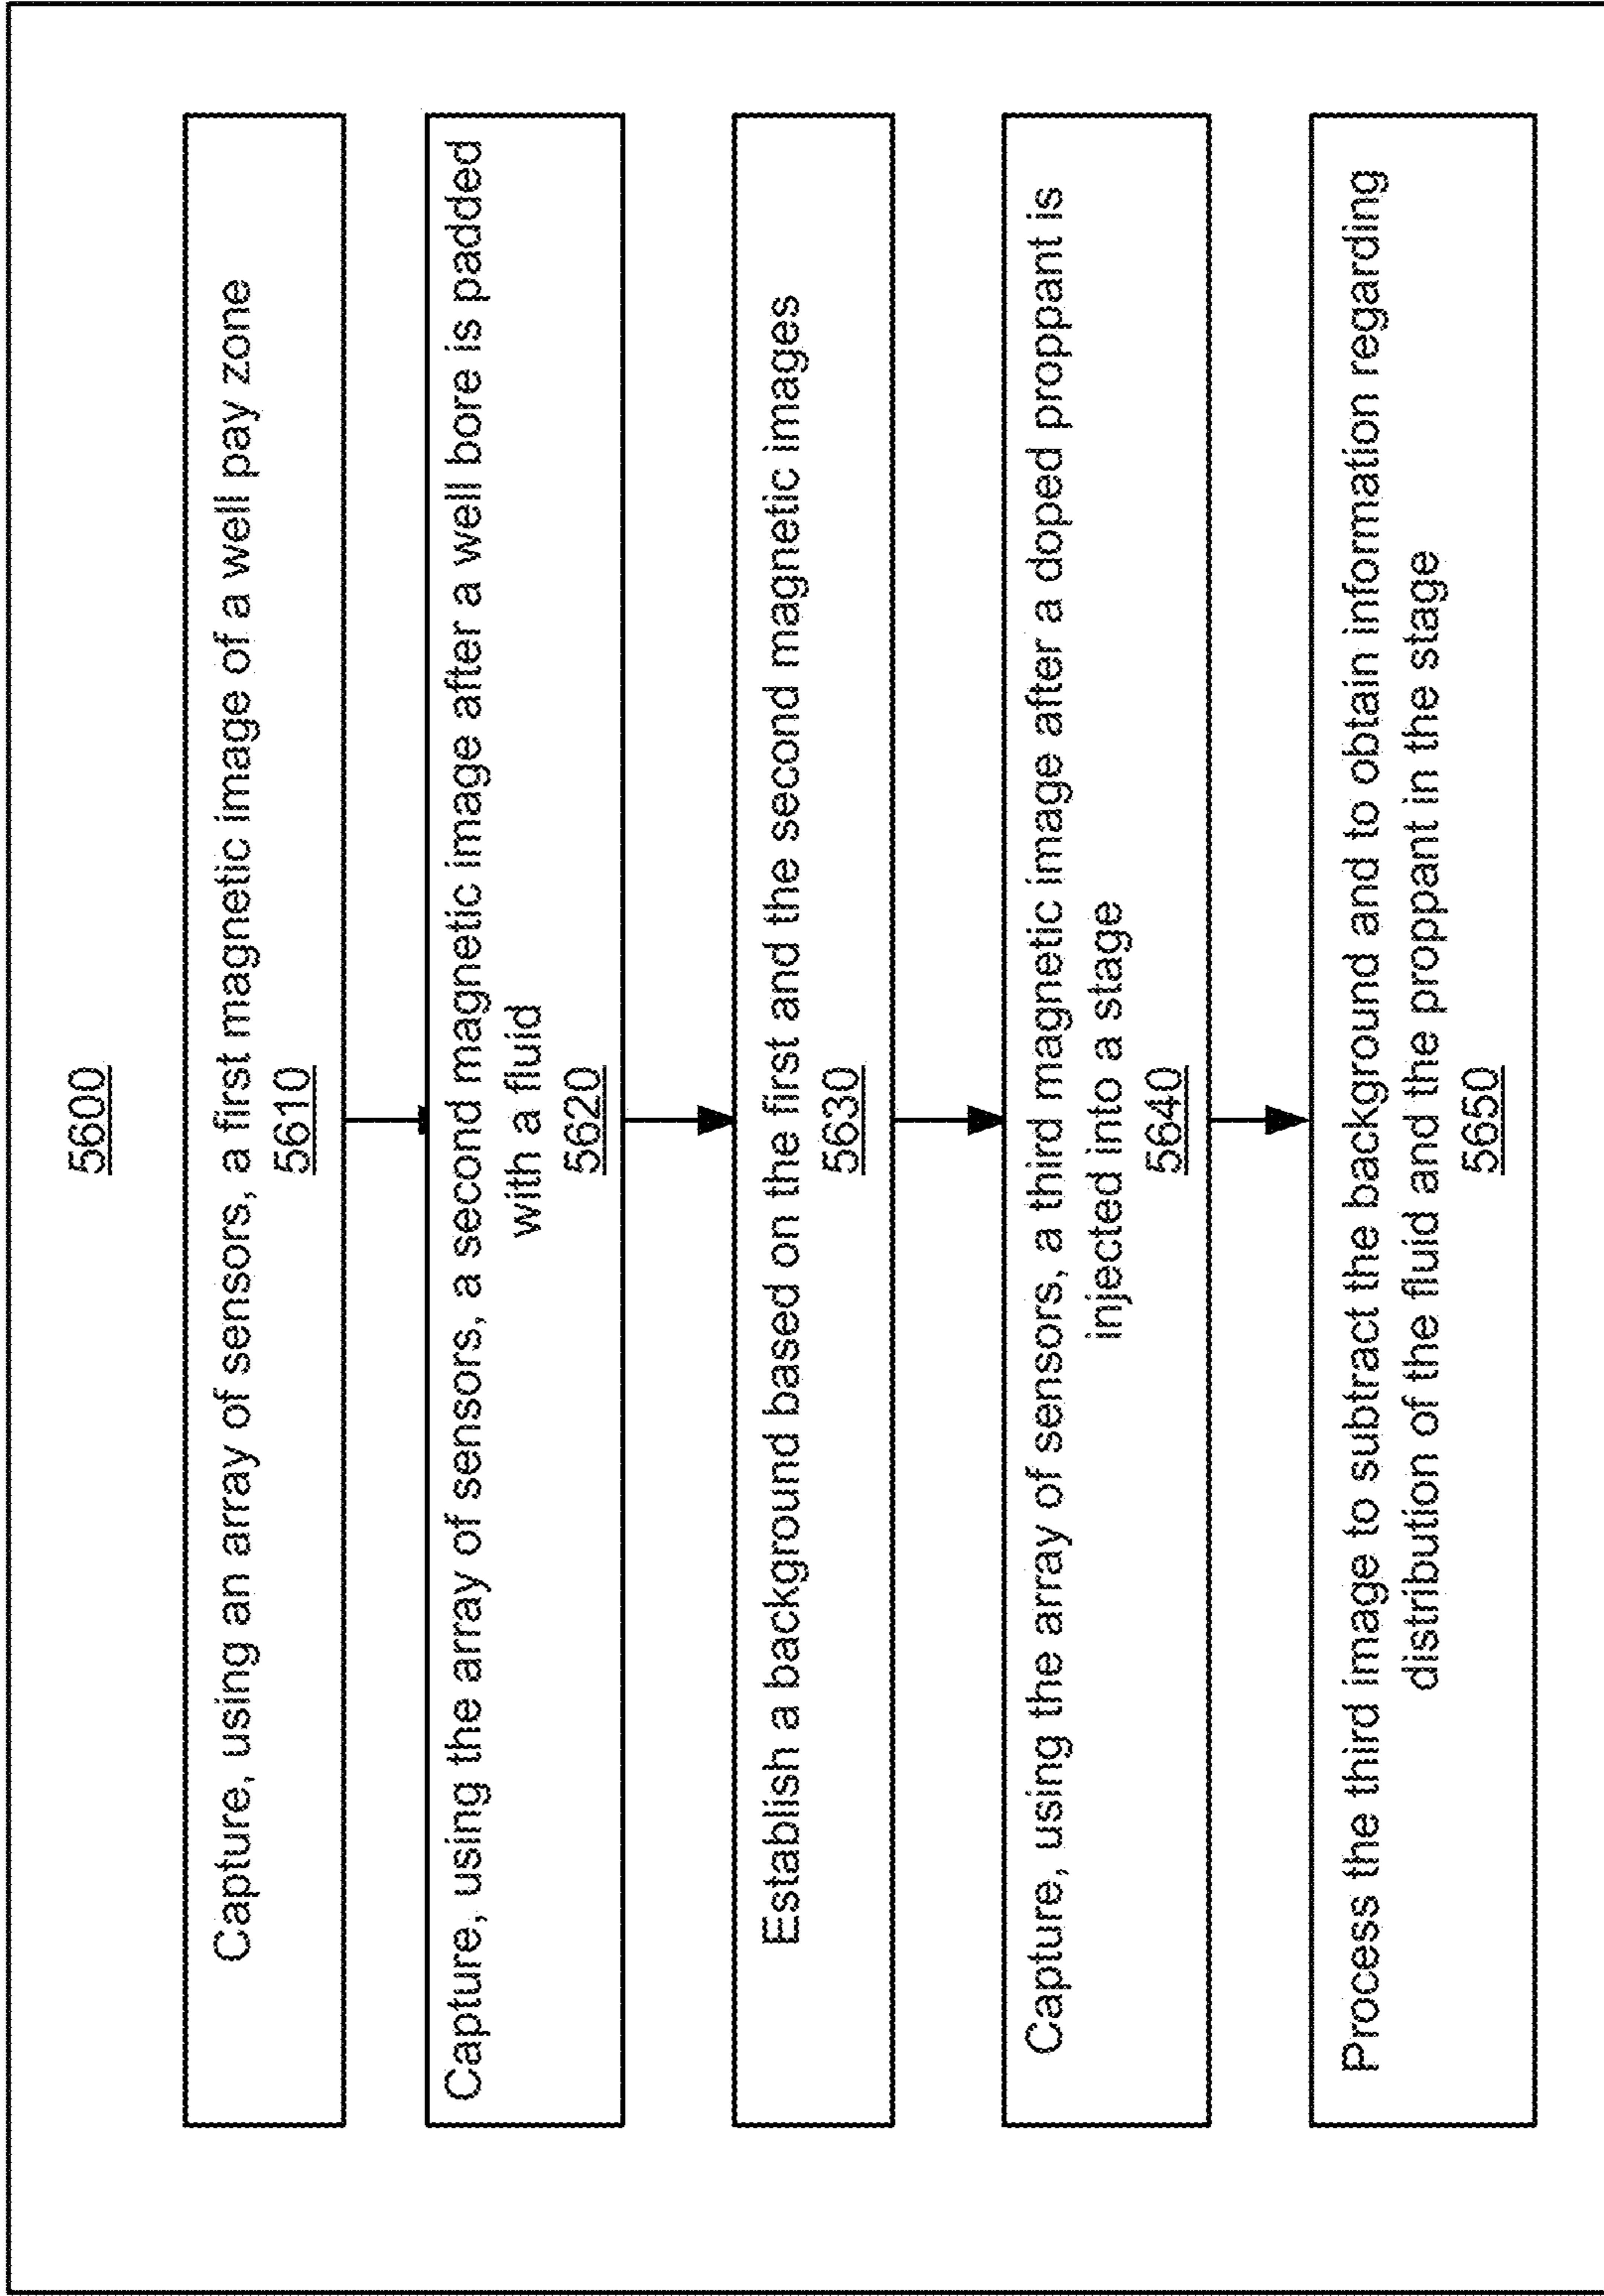 5600
Capture, using an array of sensors, a first magnetic image of a well pay zone
5610
Capture, using the array of sensors, a second magnetic image after a well bore is padded
with a fluid
5620
Establish a background based on the first and the second magnetic images
5630
Capture, using the array of sensors, a third magnetic image after a doped proppant is
injected into a stage
5640
Process the third image to subtract the background and to obtain information regarding
distribution of the fluid and the proppant in the stage
5650